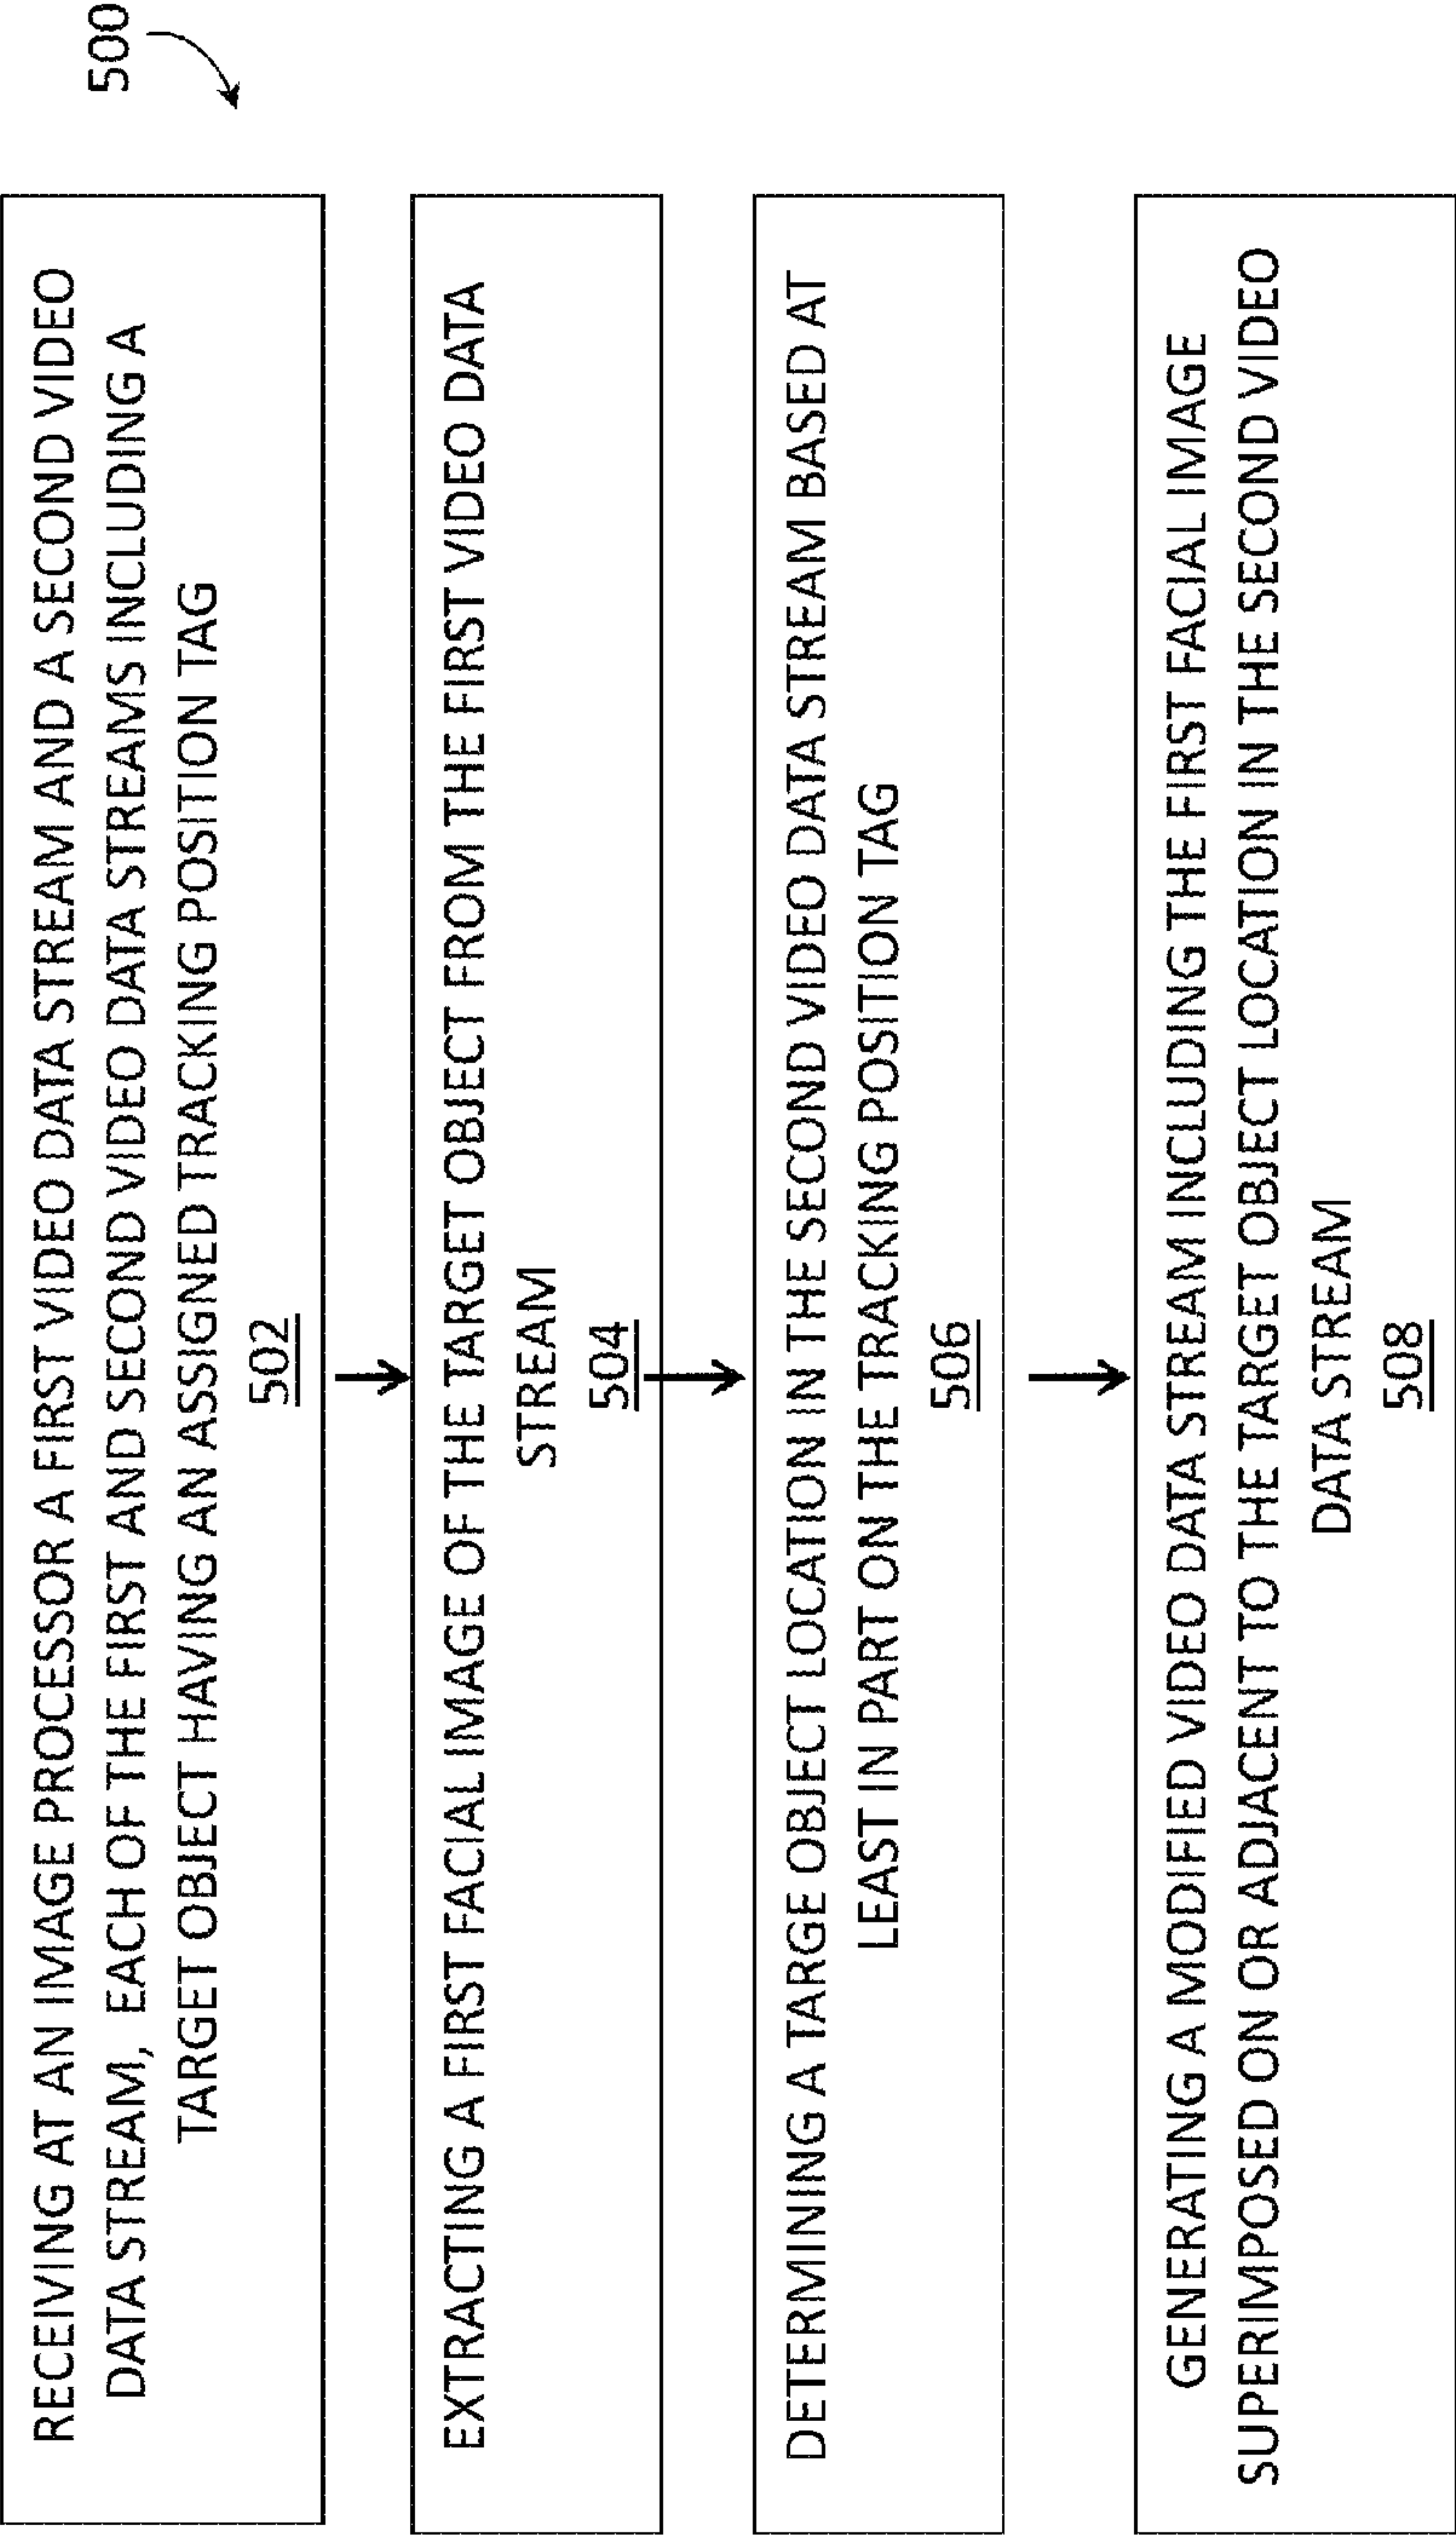 500
RECEIVING AT AN IMAGE PROCESSOR A FIRST VIDEO DATA STREAM AND A SECOND VIDEO
DATA STREAM, EACH OF THE FIRST AND SECOND VIDEO DATA STREAMS INCLUDING A
TARGET OBJECT HAVING AN ASSIGNED TRACKING POSITION TAG
502
EXTRACTING A FIRST FACIAL IMAGE OF THE TARGET OBJECT FROM THE FIRST VIDEO DATA
STREAM
504
DETERMINING A TARGE OBJECT LOCATION IN THE SECOND VIDEO DATA STREAM BASED AT
LEAST IN PART ON THE TRACKING POSITION TAG
506
GENERATING A MODIFIED VIDEO DATA STREAM INCLUDING THE FIRST FACIAL IMAGE
SUPERIMPOSED ON OR ADJACENT TO THE TARGET OBJECT LOCATION IN THE SECOND VIDEO
DATA STREAM
508